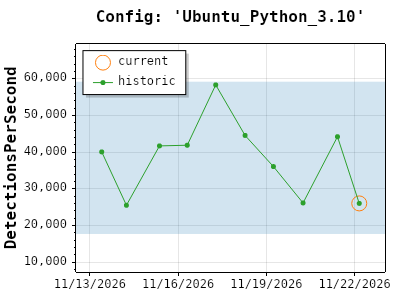 Config: 'Ubuntu_Python_3.10'
current
historic
DetectionsPerSecond
60,000
50,000
40,000
30,000
20,000
10,000
11/13/2026
11/16/2026
11/19/2026
11/22/2026